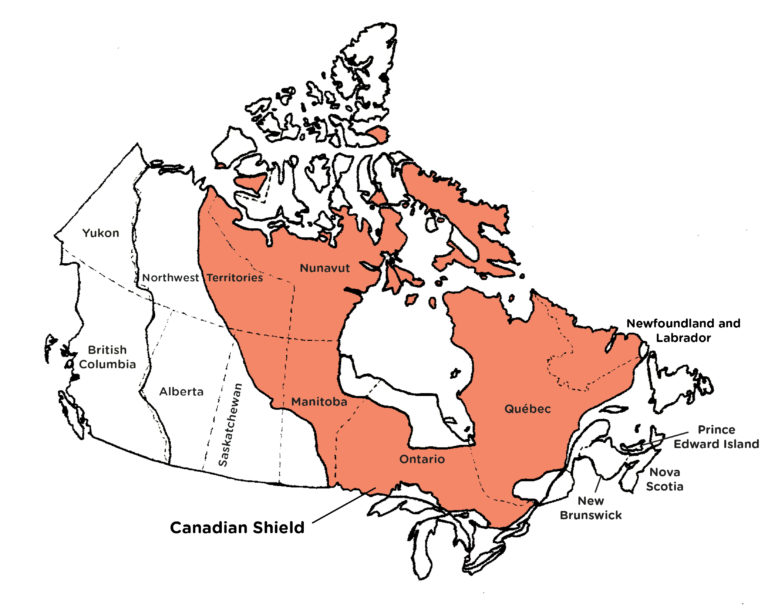 Yukon
Northwest Territories
Nunavut
British
Columbia
Alberta
Saskatchewan
Manitoba
Ontario
Québec
Newfoundland and
Labrador
Prince
Edward Island
Nova
Scotia
New
Brunswick
Canadian Shield